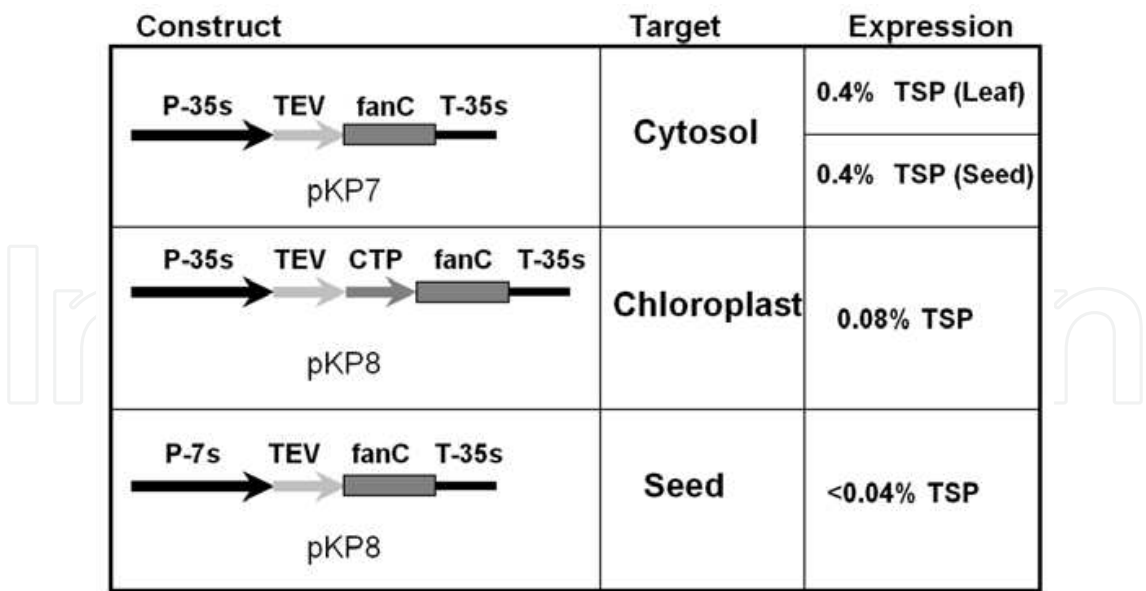 Construct Target Expression
P-35s TEV fanC T-35s
pKP7
Cytosol
0.4% TSP (Leaf)
0.4% TSP (Seed)
P-35s TEV CTP fanC T-35s
pKP8
Chloroplast
0.08% TSP
P-7s TEV fanC T-35s
pKP8
Seed
<0.04% TSP